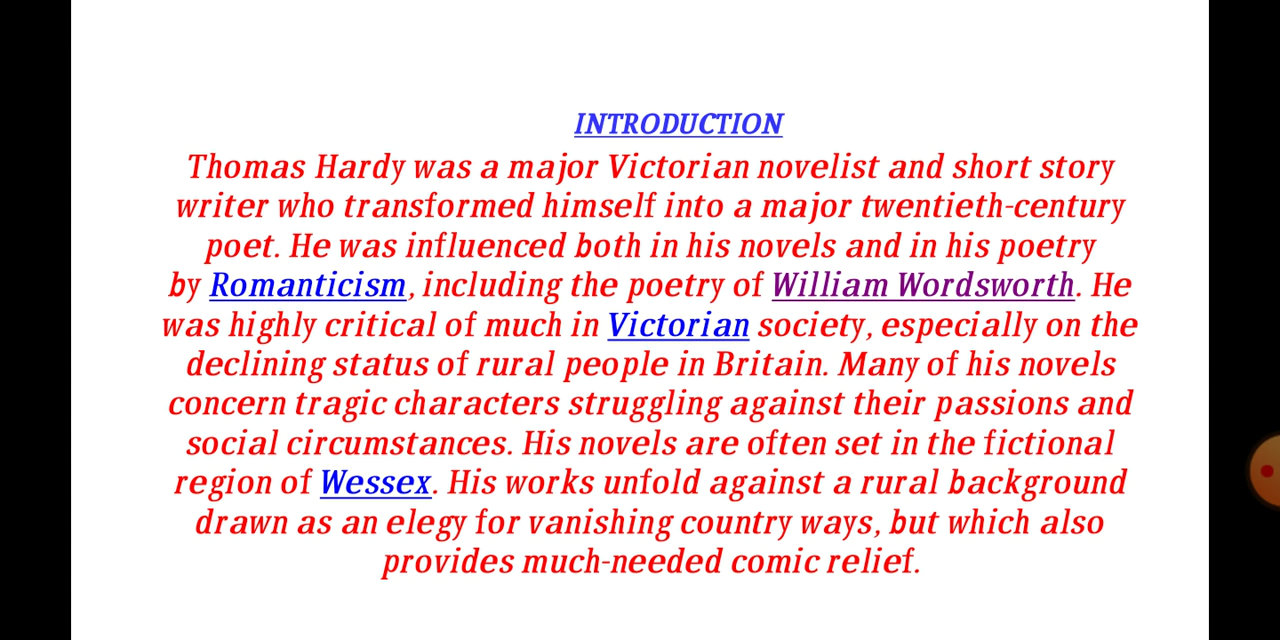 INTRODUCTION
Thomas Hardy was a major Victorian novelist and short story
writer who transformed himself into a major twentieth-century
poet. He was influenced both in his novels and in his poetry
by Romanticism, including the poetry of William Wordsworth. He
was highly critical of much in Victorian society, especially on the
declining status of rural people in Britain. Many of his novels
concern tragic characters struggling against their passions and
social circumstances. His novels are often set in the fictional
region of Wessex. His works unfold against a rural background
drawn as an elegy for vanishing country ways, but which also
provides much-needed comic relief.